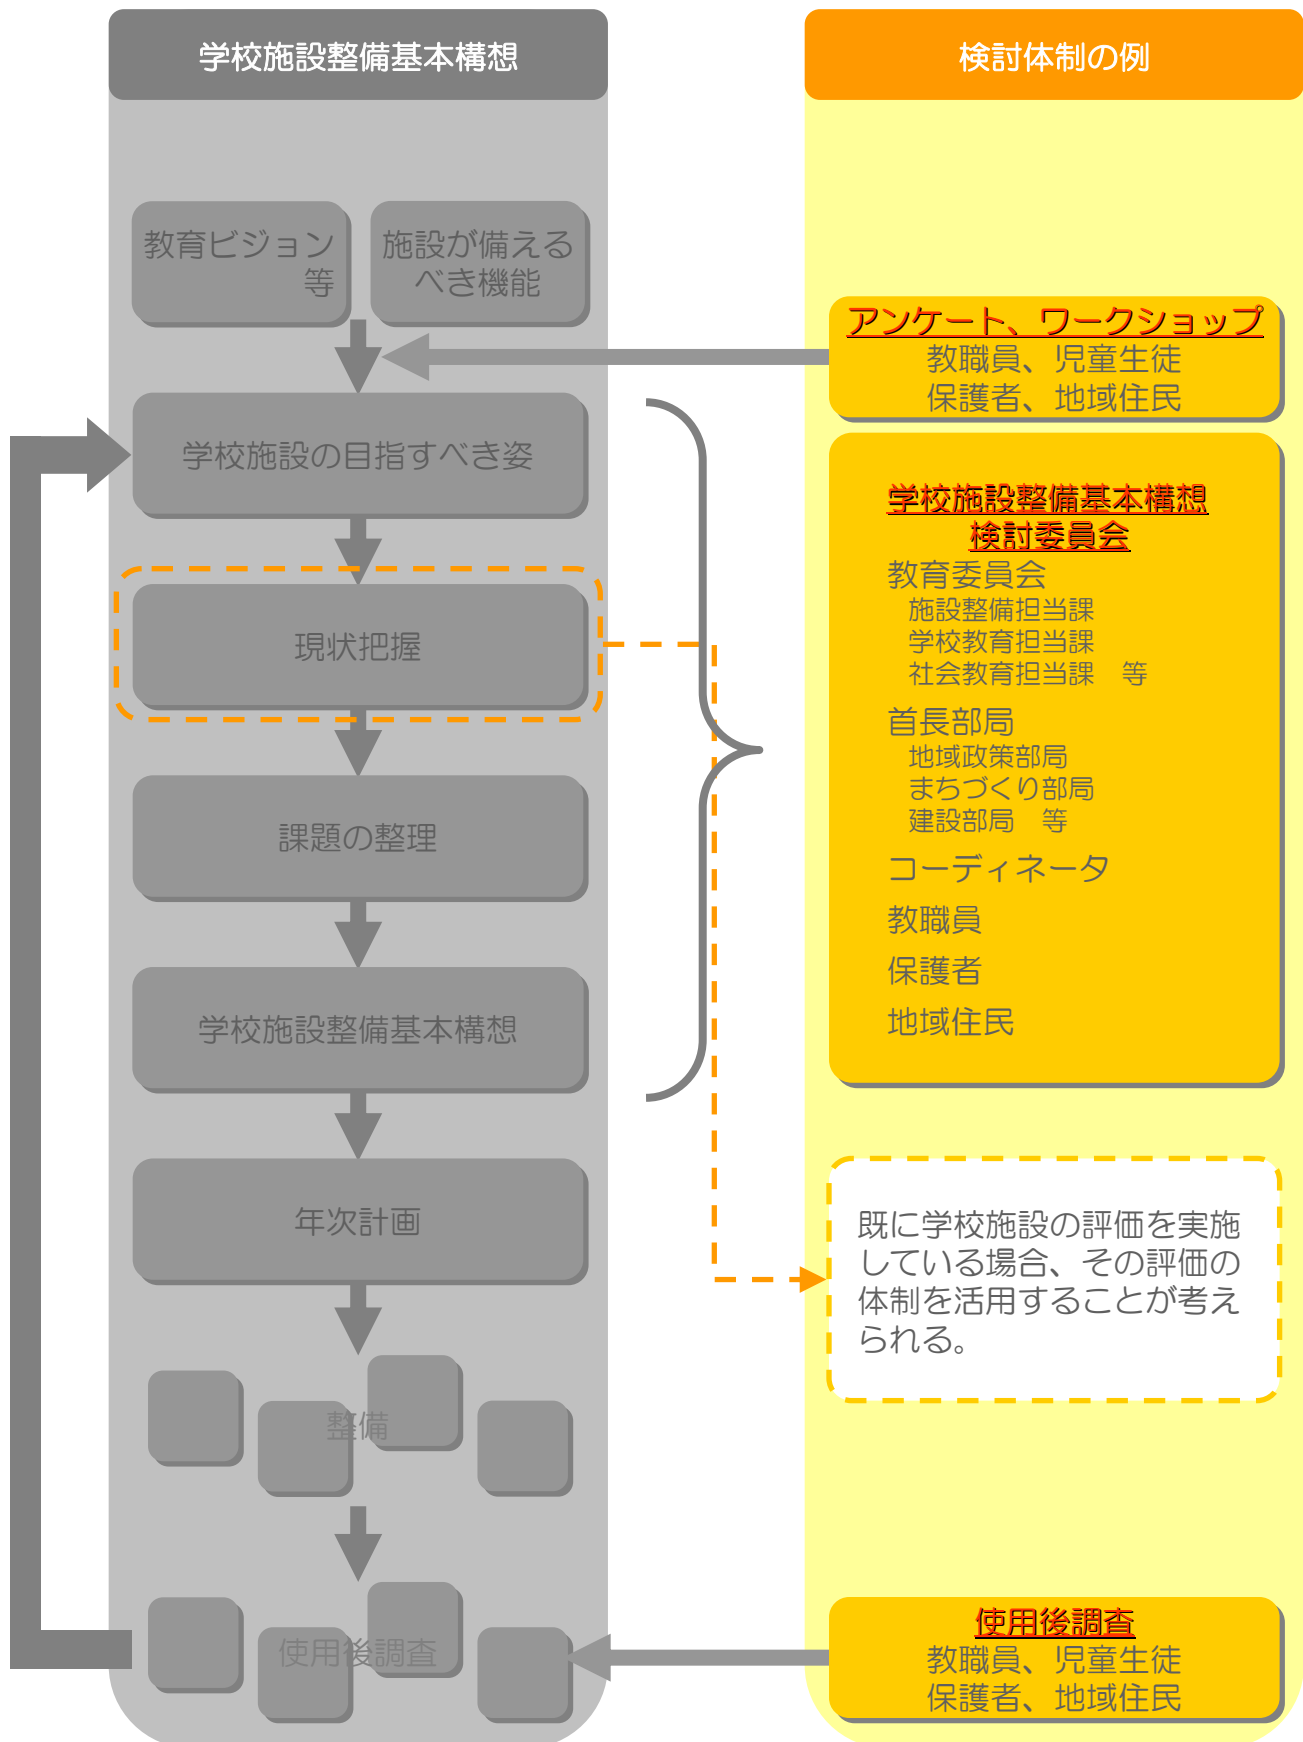 学校施設整備基本構想
教育ビジョン
等
施設が備える
べき機能
学校施設の目指すべき姿
現状把握
課題の整理
学校施設整備基本構想
年次計画
整備
使用後調査
検討体制の例
アンケート、ワークショップ
教職員、児童生徒
保護者、地域住民
学校施設整備基本構想
検討委員会
教育委員会
施設整備担当課
学校教育担当課
社会教育担当課　等
首長部局
地域政策部局
まちづくり部局
建設部局　等
コーディネータ
教職員
保護者
地域住民
既に学校施設の評価を実施
している場合、その評価の
体制を活用することが考え
られる。
使用後調査
教職員、児童生徒
保護者、地域住民